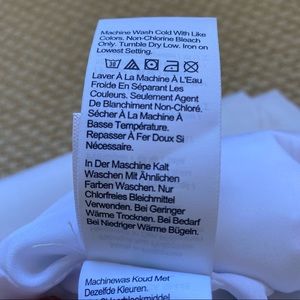 Machine Wash Cold With Like
Colors. Non-Chlorine Bleach
Only. Tumble Dry Low. Iron on
Lowest Setting.
30
Laver À La Machine À L'Eau
Froide En Séparant Les
Couleurs. Seulement Agent
De Blanchiment Non-Chloré.
Sécher À La Machine À
Basse Température.
Repasser À Fer Doux Si
Nécessaire.
In Der Maschine Kalt
Waschen Mit Ähnlichen
Farben Waschen. Nur
Chlorfreies Bleichmittel
Verwenden. Bei Geringer
Wärme Trocknen. Bei Bedarf
Bei Niedriger Wärme Bügeln.
Machinewas Koud Met
Dezelfde Kleuren.